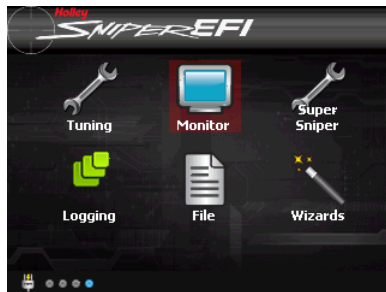 Holley
SNIPER EFI
Tuning
Monitor
Super
Sniper
Logging
File
Wizards